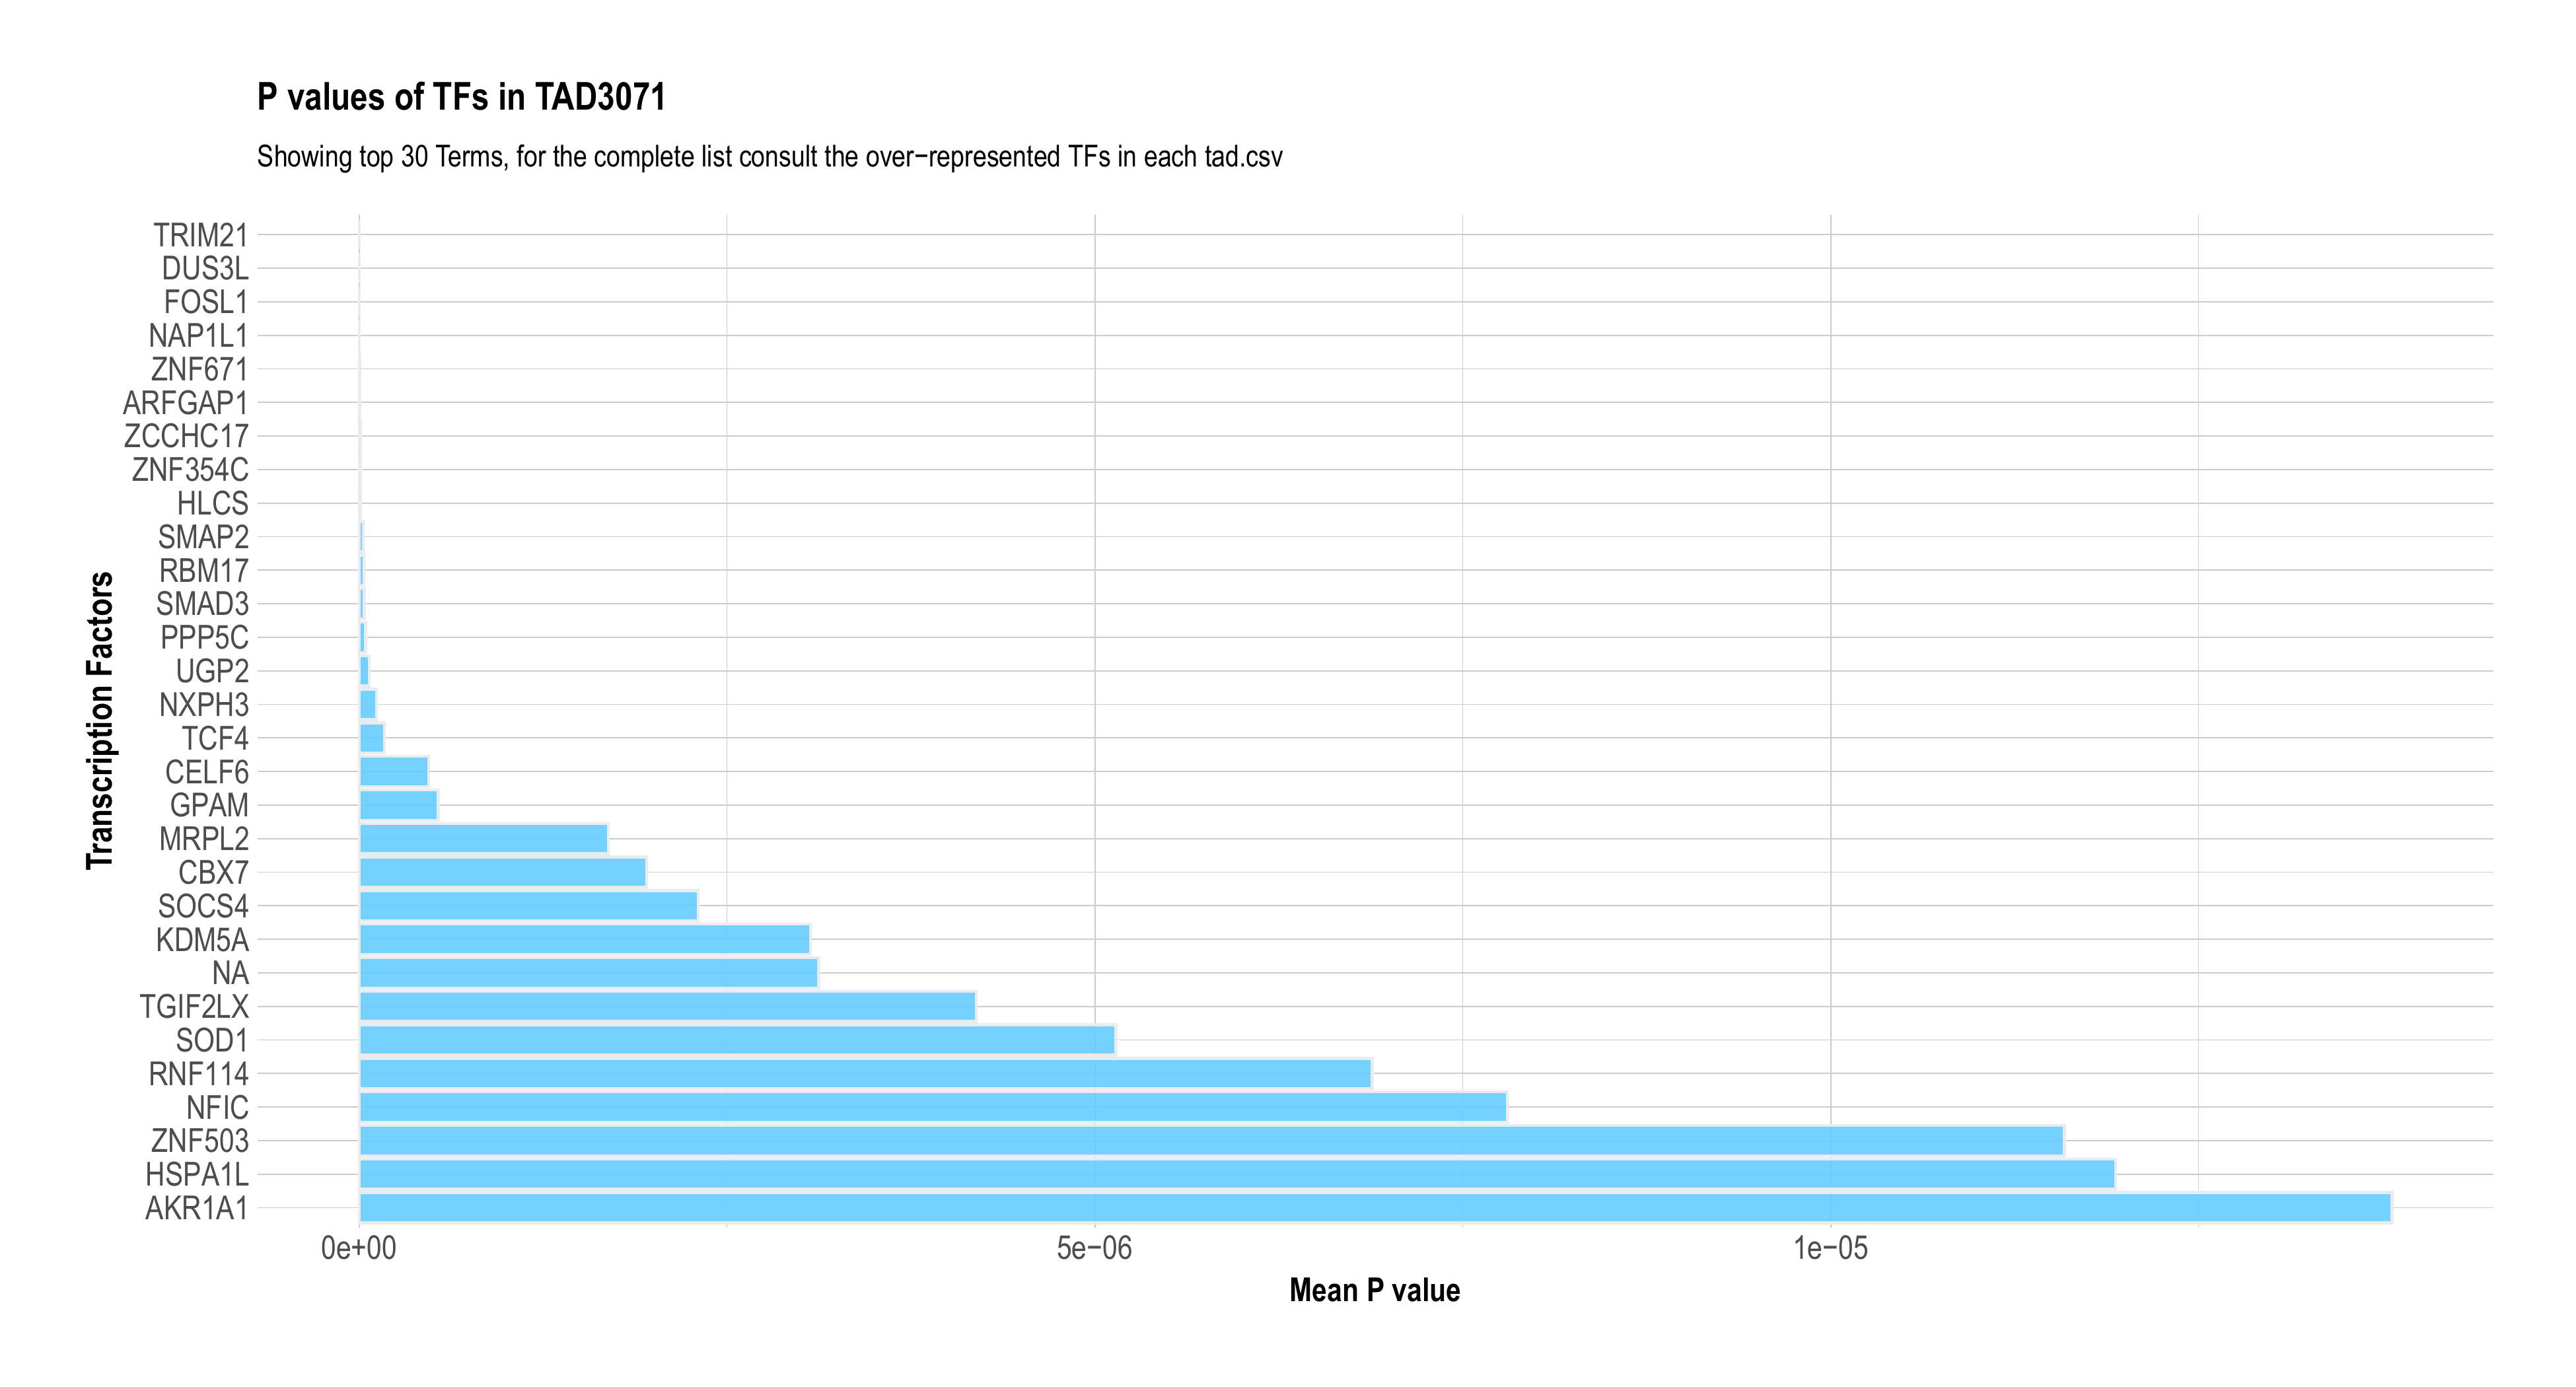 P values of TFs in TAD3071
Showing top 30 Terms, for the complete list consult the over−represented TFs in each tad.csv
Transcription Factors
TRIM21
DUS3L
FOSL1
NAP1L1
ZNF671
ARFGAP1
ZCCHC17
ZNF354C
HLCS
SMAP2
RBM17
SMAD3
PPP5C
UGP2
NXPH3
TCF4
CELF6
GPAM
MRPL2
CBX7
SOCS4
KDM5A
NA
TGIF2LX
SOD1
RNF114
NFIC
ZNF503
HSPA1L
AKR1A1
0e+00 5e−06 1e−05
Mean P value